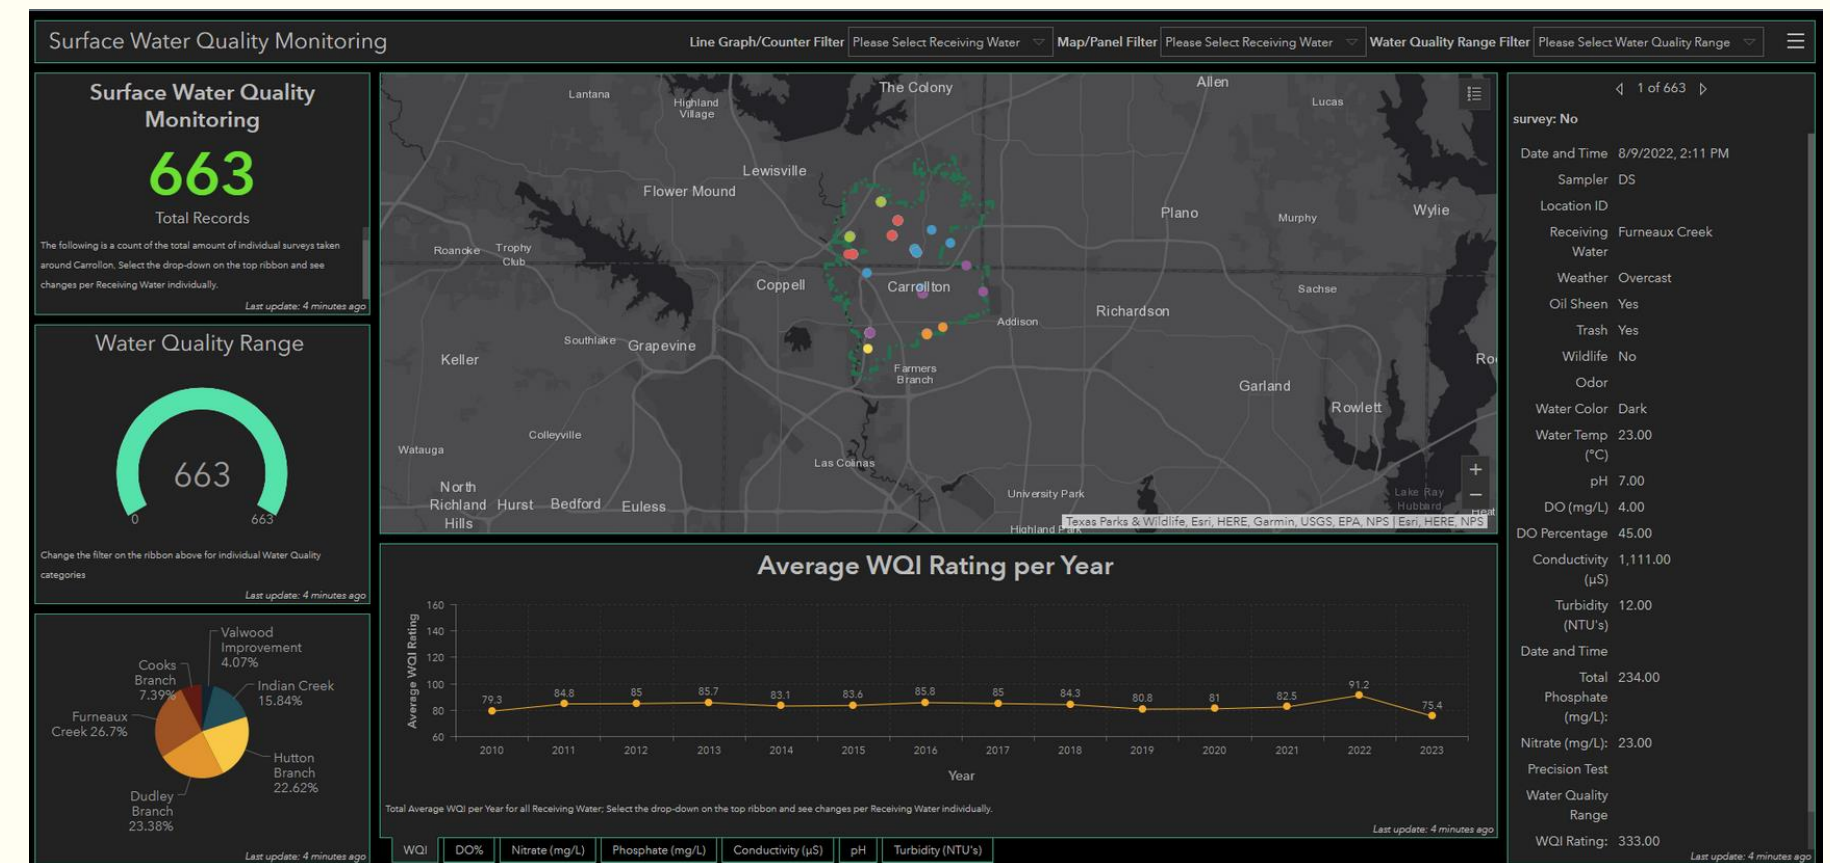 Surface Water Quality Monitoring
Line Graph/Counter Filter Please Select Receiving Water Map/Panel Filter Please Select Receiving Water Water Quality Range Filter Please Select Water Quality Range
Surface Water Quality
Monitoring
663
Total Records
The following is a count of the total amount of individual surveys taken
around Carrollon. Select the drop-down on the top ribbon and see
changes per Receiving Water individually.
Last update: 4 minutes ago
Water Quality Range
663
0 663
Change the filter on the ribbon above for individual Water Quality
categories
Last update: 4 minutes ago
Valwood
Improvement
4.07%
Cooks
Branch
7.39%
Indian Creek
15.84%
Furneaux
Creek 26.7%
Hutton
Branch
22.62%
Dudley
Branch
23.38%
Last update: 4 minutes ago
The Colony
Allen
Lantana
Highland
Village
Lucas
Lewisville
Flower Mound
Plano
Murphy
Wylie
Roanoke
Trophy
Club
Coppell
Carrollton
Sachse
Richardson
Addison
Southlake
Grapevine
Keller
Farmers
Branch
Garland
Rowlett
Colleyville
Watauga
Las Colinas
North
Richland
Hills
Hurst
Bedford
Euless
University Park
Lake Ray
Hubbard
Heat
Highland Park
Texas Parks & Wildlife, Esri, HERE, Garmin, USGS, EPA, NPS | Esri, HERE, NPS
Average WQI Rating per Year
Average WQI Rating
160
140
120
100
80
60
79.3 84.8 85 85.7 83.1 83.6 85.8 85 84.3 80.8 81 82.5 91.2 75.4
2010 2011 2012 2013 2014 2015 2016 2017 2018 2019 2020 2021 2022 2023
Year
Total Average WQI per Year for all Receiving Water; Select the drop-down on the top ribbon and see changes per Receiving Water individually.
Last update: 4 minutes ago
WQI DO% Nitrate (mg/L) Phosphate (mg/L) Conductivity (µS) pH Turbidity (NTU's)
1 of 663
survey: No
Date and Time 8/9/2022, 2:11 PM
Sampler DS
Location ID
Receiving Furneaux Creek
Water
Weather Overcast
Oil Sheen Yes
Trash Yes
Wildlife No
Odor
Water Color Dark
Water Temp 23.00
(°C)
pH 7.00
DO (mg/L) 4.00
DO Percentage 45.00
Conductivity 1,111.00
(µS)
Turbidity 12.00
(NTU's)
Date and Time
Total 234.00
Phosphate
(mg/L):
Nitrate (mg/L): 23.00
Precision Test
Water Quality
Range
WQI Rating: 333.00
Last update: 4 minutes ago